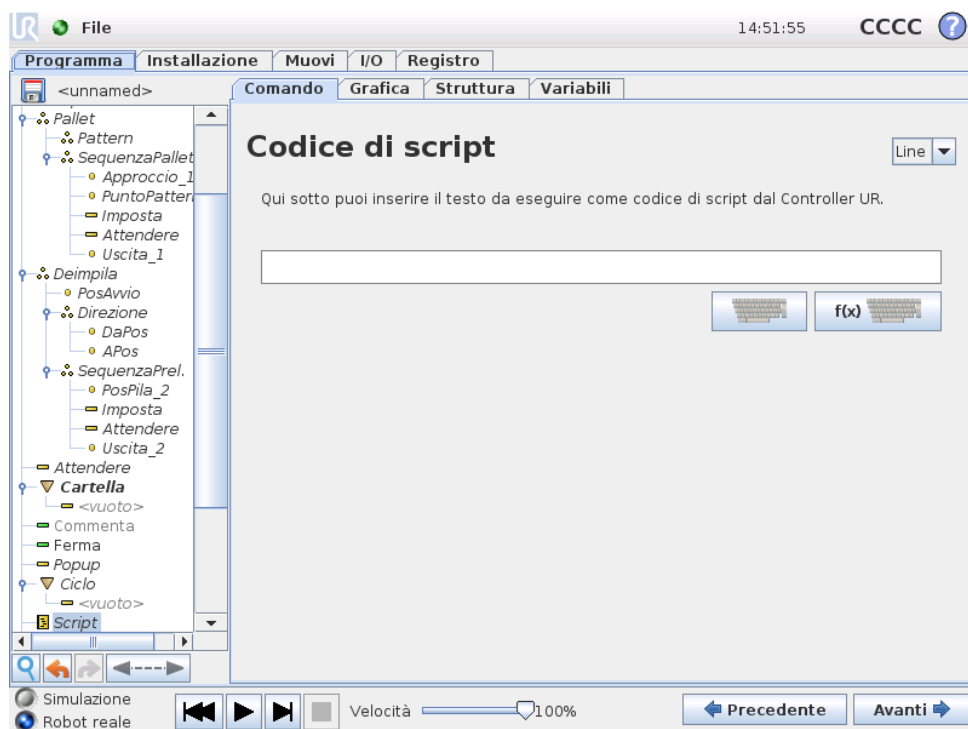 UR File 14:51:55 CCCC ?
Programma Installazione Muovi I/O Registro
<unnamed> Comando Grafica Struttura Variabili
Pallet
Pattern
SequenzaPallet
Approccio_1
PuntoPattern
Imposta
Attendere
Uscita_1
Deimpila
PosAvvio
Direzione
DaPos
APos
SequenzaPrel.
PosPila_2
Imposta
Attendere
Uscita_2
Attendere
Cartella
<vuoto>
Commenta
Ferma
Popup
Ciclo
<vuoto>
Script
Codice di script
Line
Qui sotto puoi inserire il testo da eseguire come codice di script dal Controller UR.
f(x)
Simulazione
Robot reale
Velocità 100%
Precedente Avanti